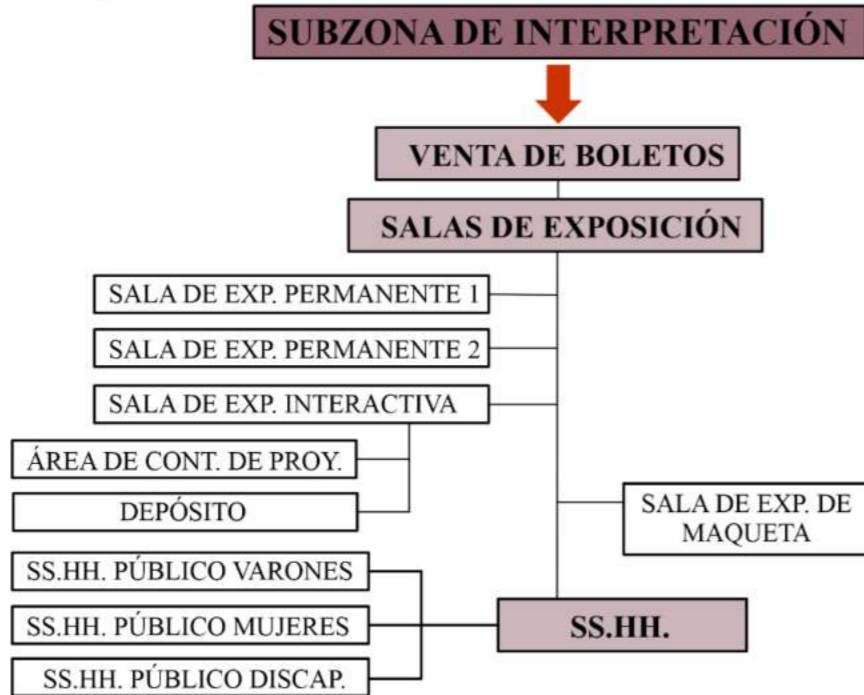 SUBZONA DE INTERPRETACIÓN
VENTA DE BOLETOS
SALAS DE EXPOSICIÓN
SALA DE EXP. PERMANENTE 1
SALA DE EXP. PERMANENTE 2
SALA DE EXP. INTERACTIVA
ÁREA DE CONT. DE PROY.
DEPÓSITO
SALA DE EXP. DE
MAQUETA
SS.HH. PÚBLICO VARONES
SS.HH. PÚBLICO MUJERES
SS.HH. PÚBLICO DISCAP.
SS.HH.